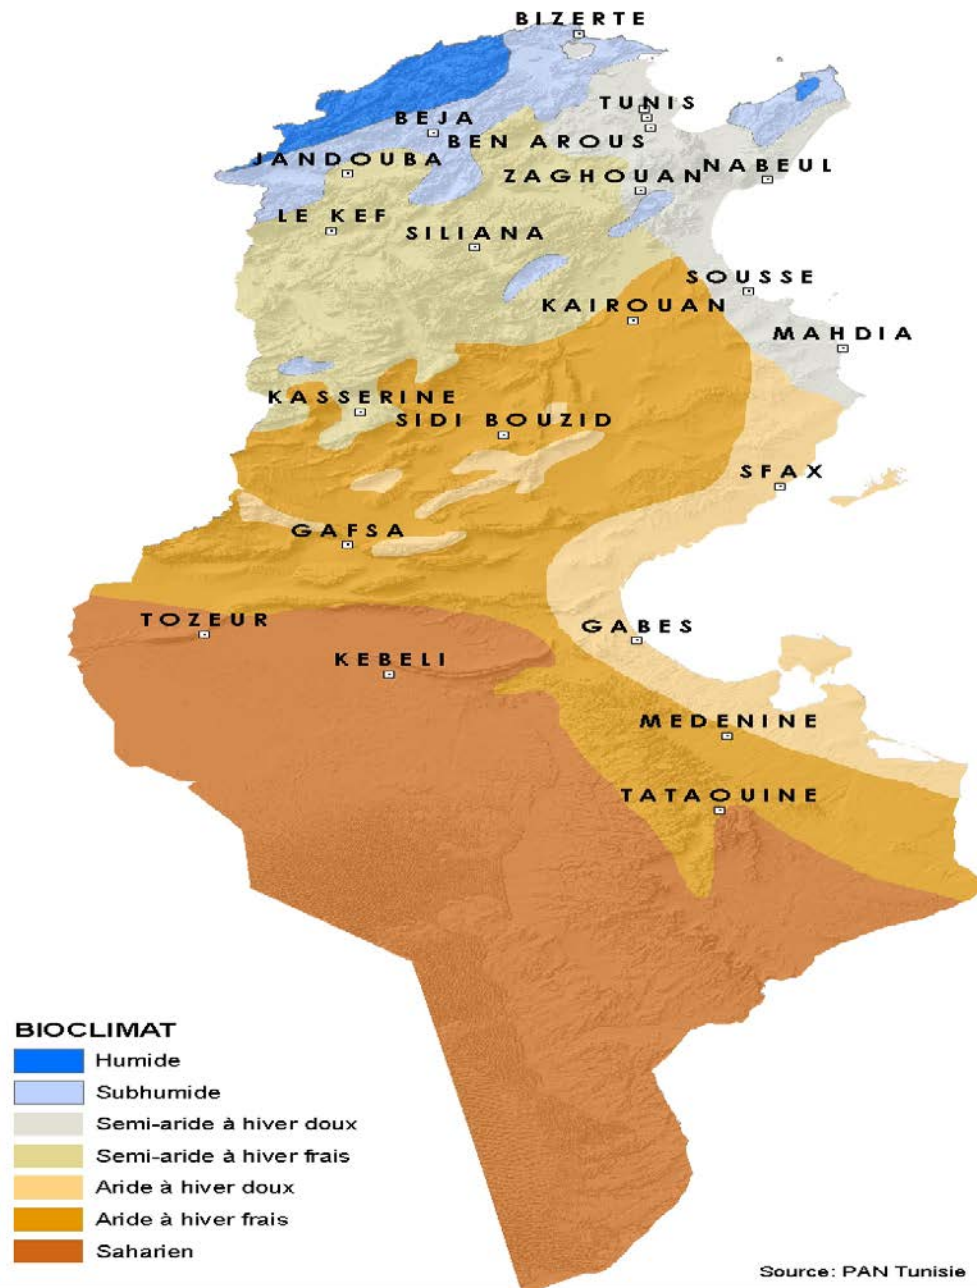 BIZERTE
TUNIS
BEJA
BEN AROUS
JANDOUBA
ZAGHOUAN
NABEUL
LE KEF
SILIANA
SOUSSE
KAIROUAN
MAHDIA
KASSERINE
SIDI BOUZID
SFAX
GAFSA
TOZEUR
GABES
KEBELI
MEDENINE
TATAOUINE
BIOCLIMAT
Humide
Subhumide
Semi-aride à hiver doux
Semi-aride à hiver frais
Aride à hiver doux
Aride à hiver frais
Saharien
Source: PAN Tunisie